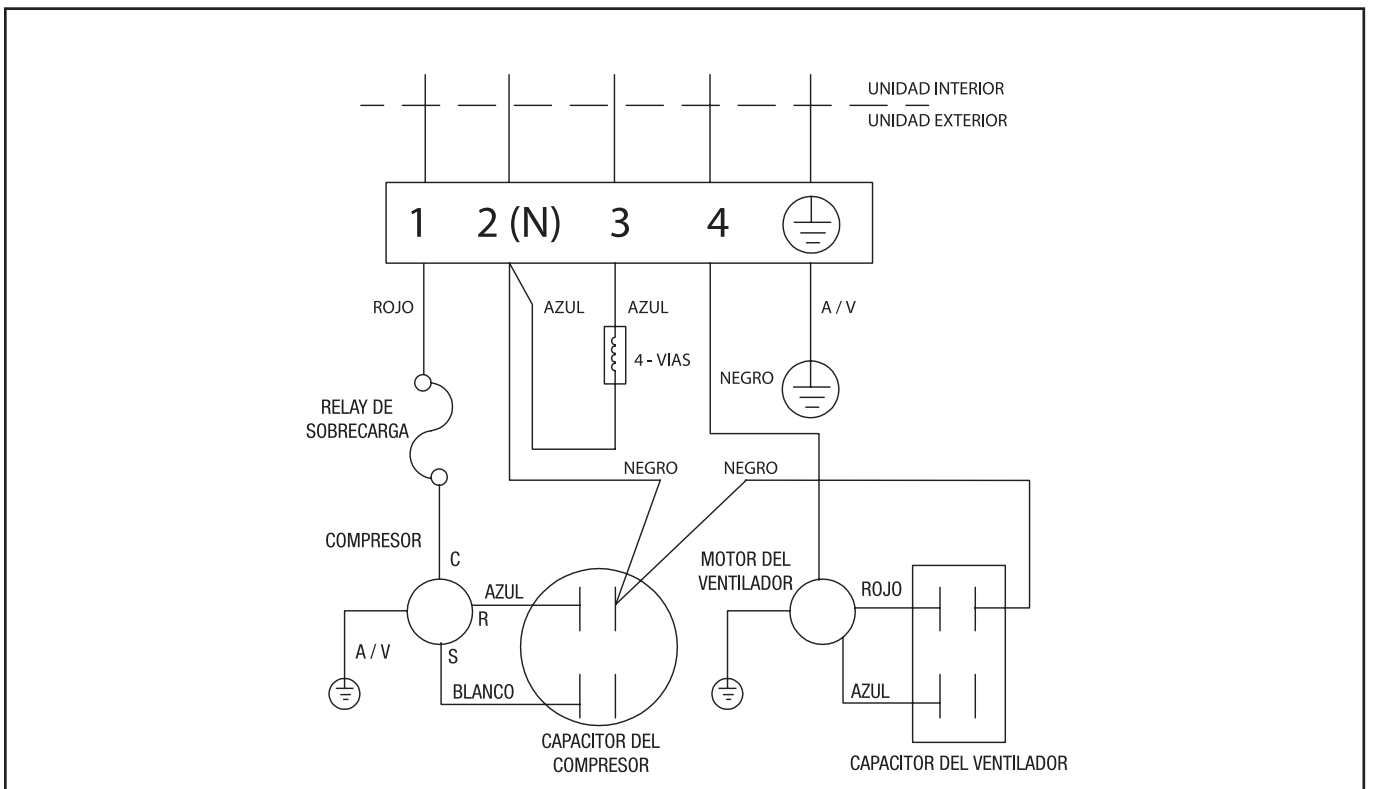 UNIDAD INTERIOR
UNIDAD EXTERIOR
1 2 (N) 3 4
ROJO
AZUL
AZUL
A / V
4 - VIAS
NEGRO
RELAY DE
SOBRECARGA
NEGRO
NEGRO
COMPRESOR
C
MOTOR DEL
VENTILADOR
AZUL
R
ROJO
A / V
S
BLANCO
AZUL
CAPACITOR DEL
COMPRESOR
CAPACITOR DEL VENTILADOR